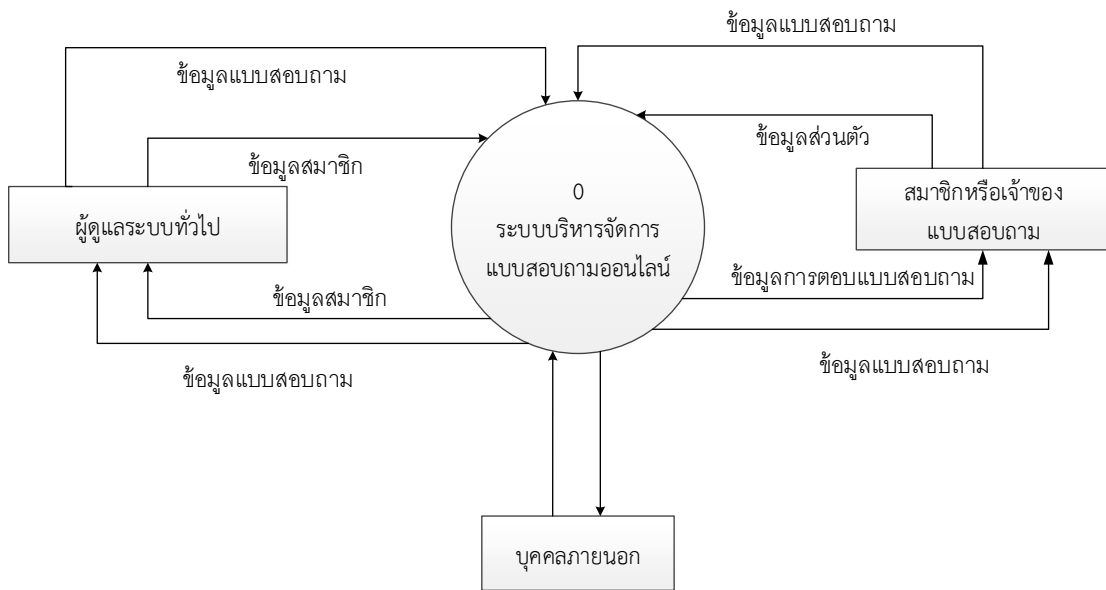 ข้อมูลแบบสอบถาม
ข้อมูลแบบสอบถาม
ข้อมูลส่วนตัว
ข้อมูลสมาชิก
0
ระบบบริหารจัดการ
แบบสอบถามออนไลน์
ผู้ดูแลระบบทั่วไป
สมาชิกหรือเจ้าของ
แบบสอบถาม
ข้อมูลการตอบแบบสอบถาม
ข้อมูลสมาชิก
ข้อมูลแบบสอบถาม
ข้อมูลแบบสอบถาม
บุคคลภายนอก